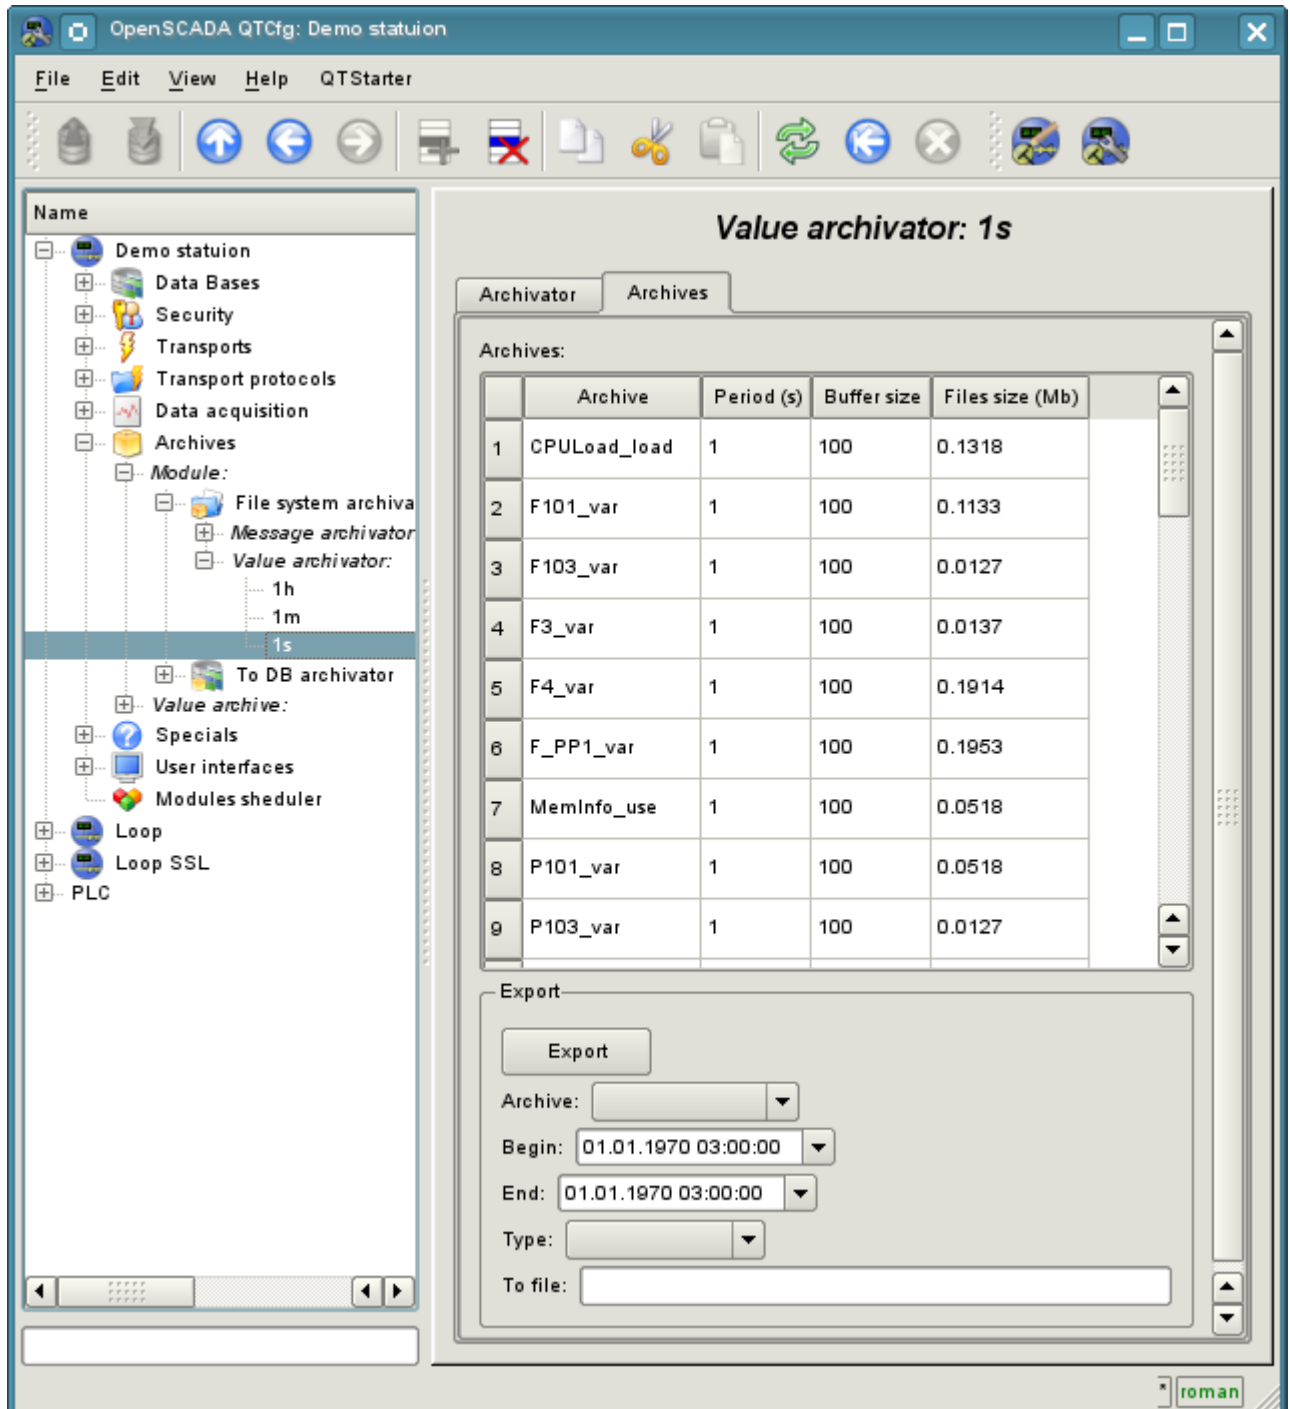 OpenSCADA QTCfg: Demo statuion
File Edit View Help QTStarter
Name
Demo statuion
Data Bases
Security
Transports
Transport protocols
Data acquisition
Archives
Module:
File system archiva
Message archivator
Value archivator:
1h
1m
1s
To DB archivator
Value archive:
Specials
User interfaces
Modules sheduler
Loop
Loop SSL
PLC
Value archivator: 1s
Archivator Archives
Archives:
Archive Period (s) Buffer size Files size (Mb)
1 CPULoad_load 1 100 0.1318
2 F101_var 1 100 0.1133
3 F103_var 1 100 0.0127
4 F3_var 1 100 0.0137
5 F4_var 1 100 0.1914
6 F_PP1_var 1 100 0.1953
7 MemInfo_use 1 100 0.0518
8 P101_var 1 100 0.0518
9 P103_var 1 100 0.0127
Export
Export
Archive:
Begin: 01.01.1970 03:00:00
End: 01.01.1970 03:00:00
Type:
To file:
* roman